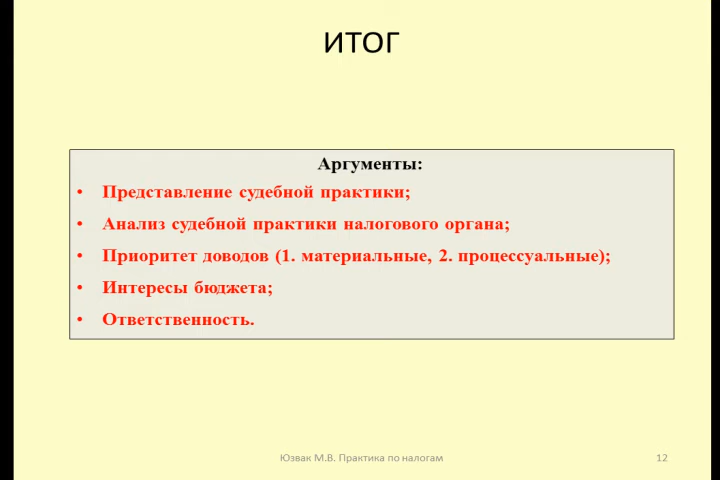 ИТОГ
Аргументы:
• Представление судебной практики;
• Анализ судебной практики налогового органа;
• Приоритет доводов (1. материальные, 2. процессуальные);
• Интересы бюджета;
• Ответственность.
Юзвак М.В. Практика по налогам 12